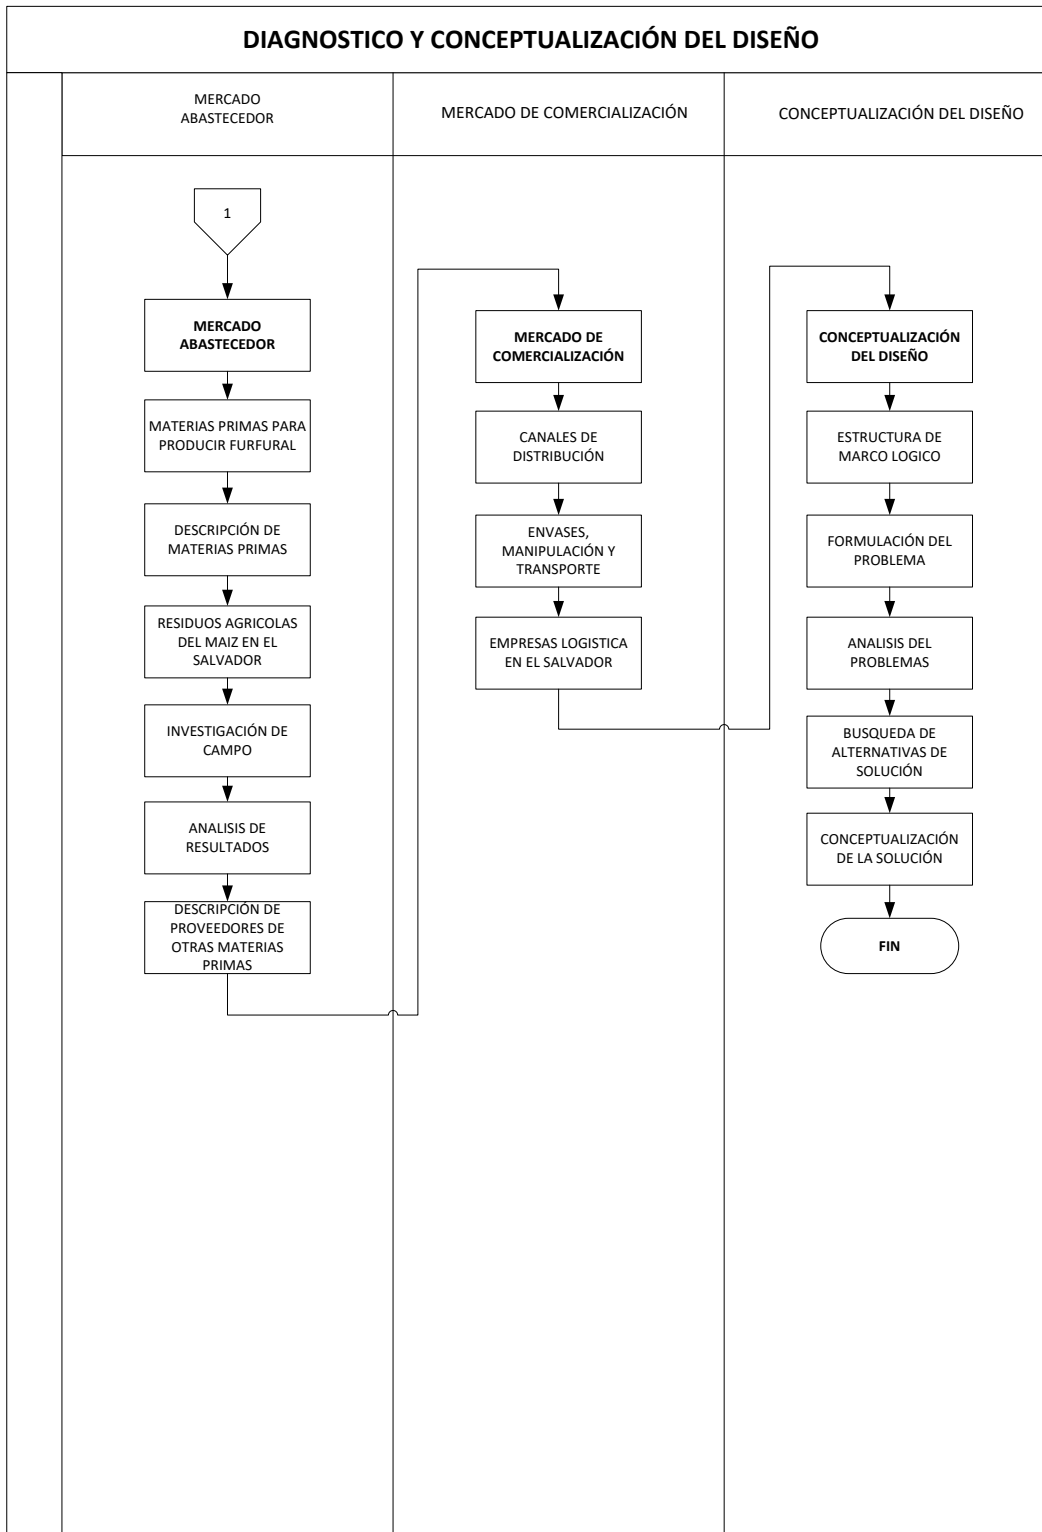 DIAGNOSTICO Y CONCEPTUALIZACIÓN DEL DISEÑO
MERCADO
ABASTECEDOR
MERCADO DE COMERCIALIZACIÓN
CONCEPTUALIZACIÓN DEL DISEÑO
1
MERCADO
ABASTECEDOR
MATERIAS PRIMAS PARA
PRODUCIR FURFURAL
DESCRIPCIÓN DE
MATERIAS PRIMAS
RESIDUOS AGRICOLAS
DEL MAIZ EN EL
SALVADOR
INVESTIGACIÓN DE
CAMPO
ANALISIS DE
RESULTADOS
DESCRIPCIÓN DE
PROVEEDORES DE
OTRAS MATERIAS
PRIMAS
MERCADO DE
COMERCIALIZACIÓN
CANALES DE
DISTRIBUCIÓN
ENVASES,
MANIPULACIÓN Y
TRANSPORTE
EMPRESAS LOGISTICA
EN EL SALVADOR
CONCEPTUALIZACIÓN
DEL DISEÑO
ESTRUCTURA DE
MARCO LOGICO
FORMULACIÓN DEL
PROBLEMA
ANALISIS DEL
PROBLEMAS
BUSQUEDA DE
ALTERNATIVAS DE
SOLUCIÓN
CONCEPTUALIZACIÓN
DE LA SOLUCIÓN
FIN